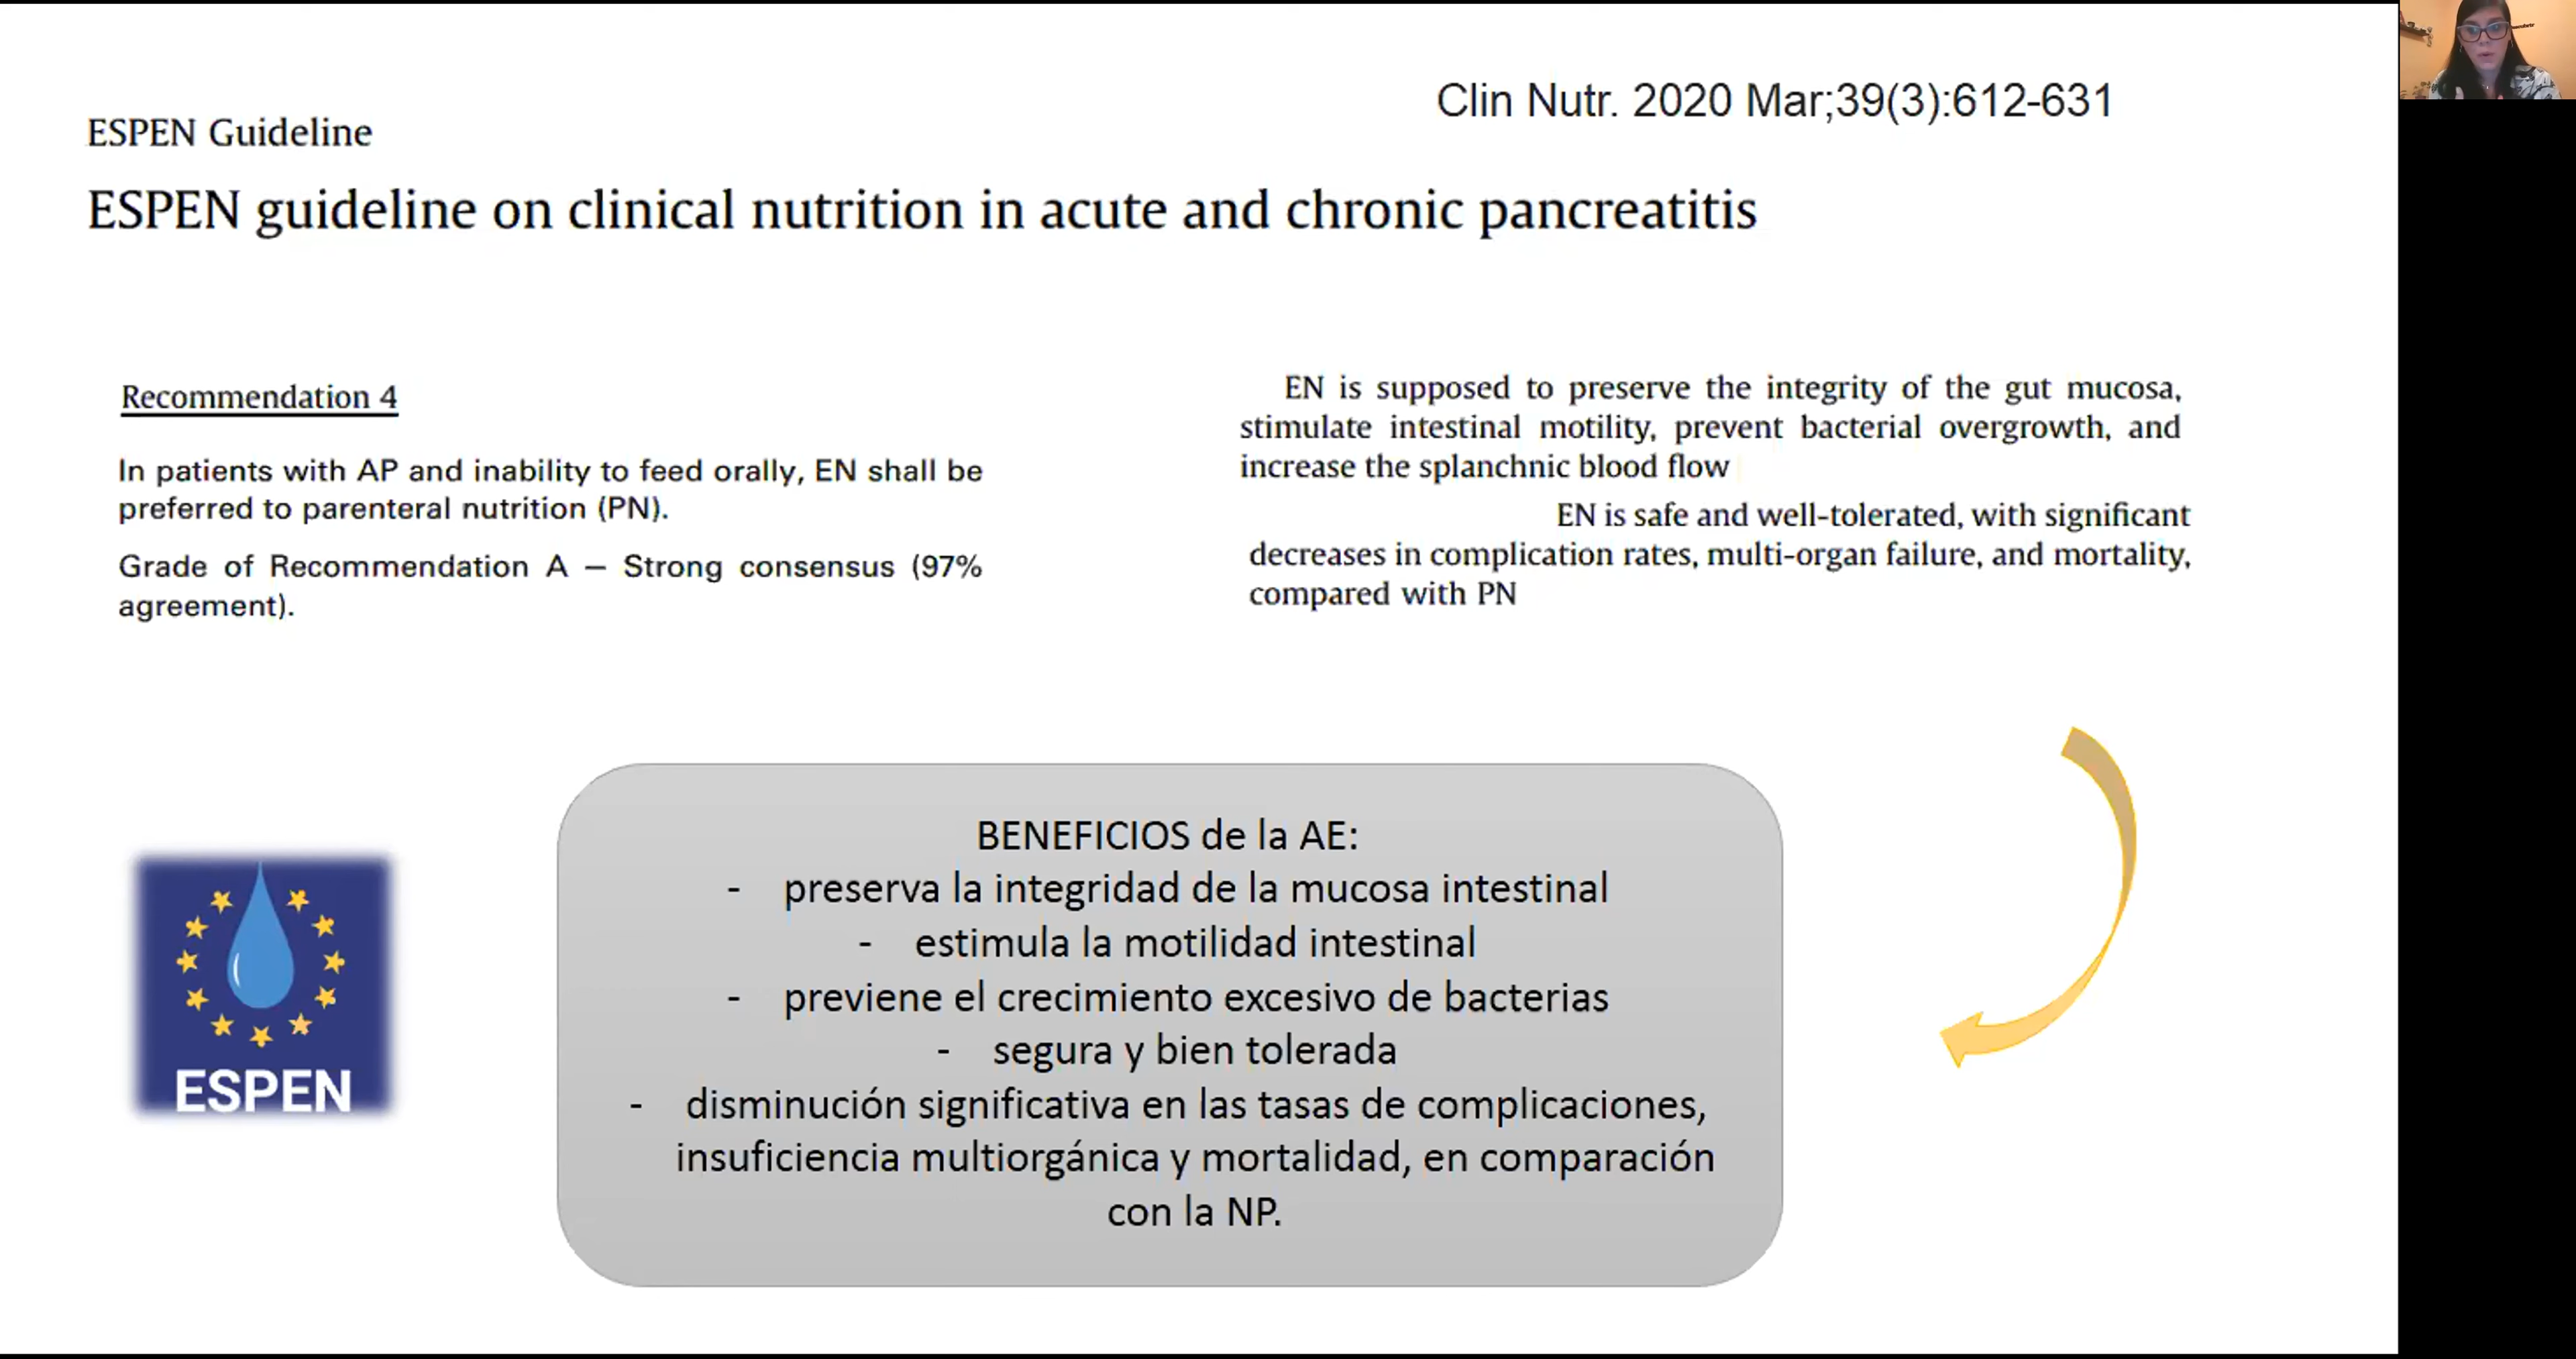 Clin Nutr. 2020 Mar;39(3):612-631
ESPEN Guideline
ESPEN guideline on clinical nutrition in acute and chronic pancreatitis
Recommendation 4
In patients with AP and inability to feed orally, EN shall be
preferred to parenteral nutrition (PN).
Grade of Recommendation A – Strong consensus (97%
agreement).
EN is supposed to preserve the integrity of the gut mucosa,
stimulate intestinal motility, prevent bacterial overgrowth, and
increase the splanchnic blood flow
EN is safe and well-tolerated, with significant
decreases in complication rates, multi-organ failure, and mortality,
compared with PN
BENEFICIOS de la AE:
- preserva la integridad de la mucosa intestinal
- estimula la motilidad intestinal
- previene el crecimiento excesivo de bacterias
- segura y bien tolerada
- disminución significativa en las tasas de complicaciones,
insuficiencia multiorgánica y mortalidad, en comparación
con la NP.
ESPEN